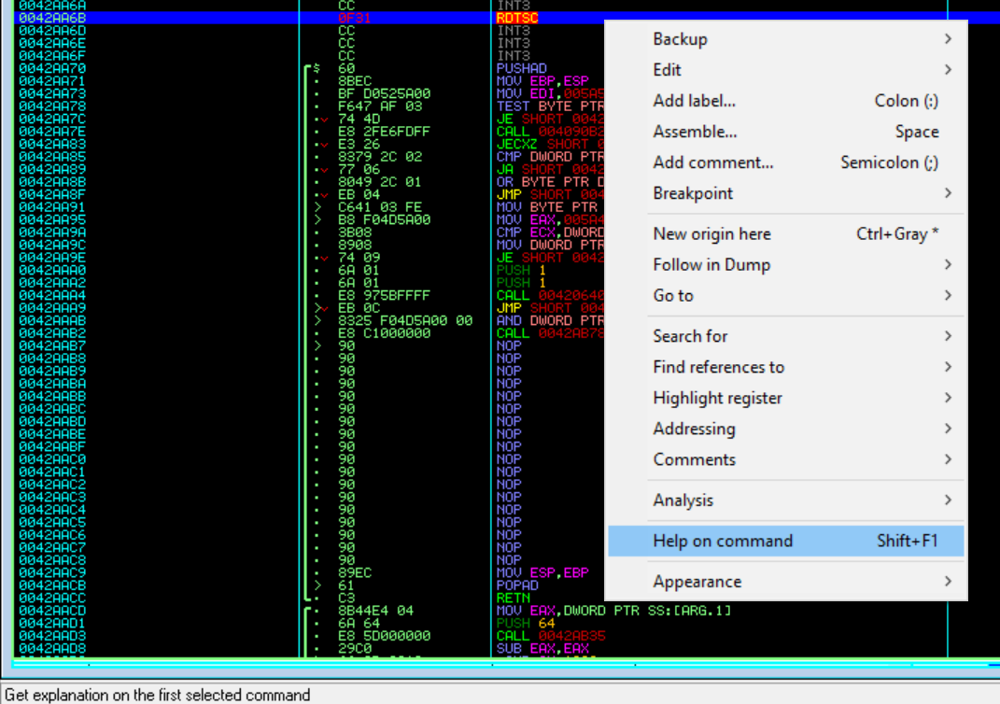 0042AA6A CC INT3
0042AA6B 0F31 RDTSC
0042AA6D CC INT3
0042AA6E CC INT3
0042AA6F CC INT3
0042AA70 $ 60 PUSHAD
0042AA71 8BEC MOV EBP,ESP
0042AA73 BF D0525A00 MOV EDI,005A5
0042AA78 F647 AF 03 TEST BYTE PTR
0042AA7C 74 4D JE SHORT 0042
0042AA7E E8 2FE6FDFF CALL 004090B2
0042AA83 E3 26 JECXZ SHORT 0
0042AA85 8379 2C 02 CMP DWORD PTR
0042AA89 77 06 JA SHORT 0042
0042AA8B 8049 2C 01 OR BYTE PTR D
0042AA8F EB 04 JMP SHORT 004
0042AA91 > C641 03 FE MOV BYTE PTR
0042AA95 > B8 F04D5A00 MOV EAX,005A4
0042AA9A 3B08 CMP ECX,DWORD
0042AA9C 8908 MOV DWORD PTR
0042AA9E 74 09 JE SHORT 0042
0042AAA0 6A 01 PUSH 1
0042AAA2 6A 01 PUSH 1
0042AAA4 E8 975BFFFF CALL 00420640
0042AAA9 > EB 0C JMP SHORT 004
0042AAAB > 8325 F04D5A00 00 AND DWORD PTR
0042AAB2 E8 C1000000 CALL 0042AB78
0042AAB7 > 90 NOP
0042AAB8 90 NOP
0042AAB9 90 NOP
0042AABA 90 NOP
0042AABB 90 NOP
0042AABC 90 NOP
0042AABD 90 NOP
0042AABE 90 NOP
0042AABF 90 NOP
0042AAC0 90 NOP
0042AAC1 90 NOP
0042AAC2 90 NOP
0042AAC3 90 NOP
0042AAC4 90 NOP
0042AAC5 90 NOP
0042AAC6 90 NOP
0042AAC7 90 NOP
0042AAC8 90 NOP
0042AAC9 89EC MOV ESP,EBP
0042AACB > 61 POPAD
0042AACC C3 RETN
0042AACD 8B44E4 04 MOV EAX,DWORD PTR SS:[ARG.1]
0042AAD1 6A 64 PUSH 64
0042AAD3 E8 5D000000 CALL 0042AB35
0042AAD8 29C0 SUB EAX,EAX
Backup >
Edit >
Add label... Colon (:)
Assemble... Space
Add comment... Semicolon (;)
Breakpoint >
New origin here Ctrl+Gray *
Follow in Dump >
Go to >
Search for >
Find references to >
Highlight register >
Addressing >
Comments >
Analysis >
Help on command Shift+F1
Appearance >
Get explanation on the first selected command